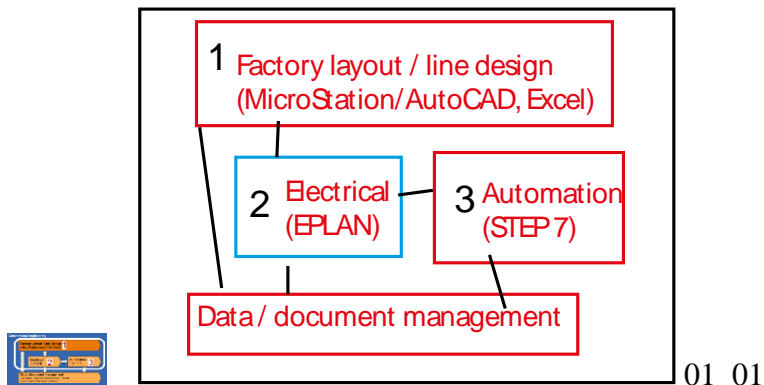 1 Factory layout / line design
(MicroStation/AutoCAD, Excel)
2 Electrical
(EPLAN)
3 Automation
(STEP 7)
Data / document management
01 01